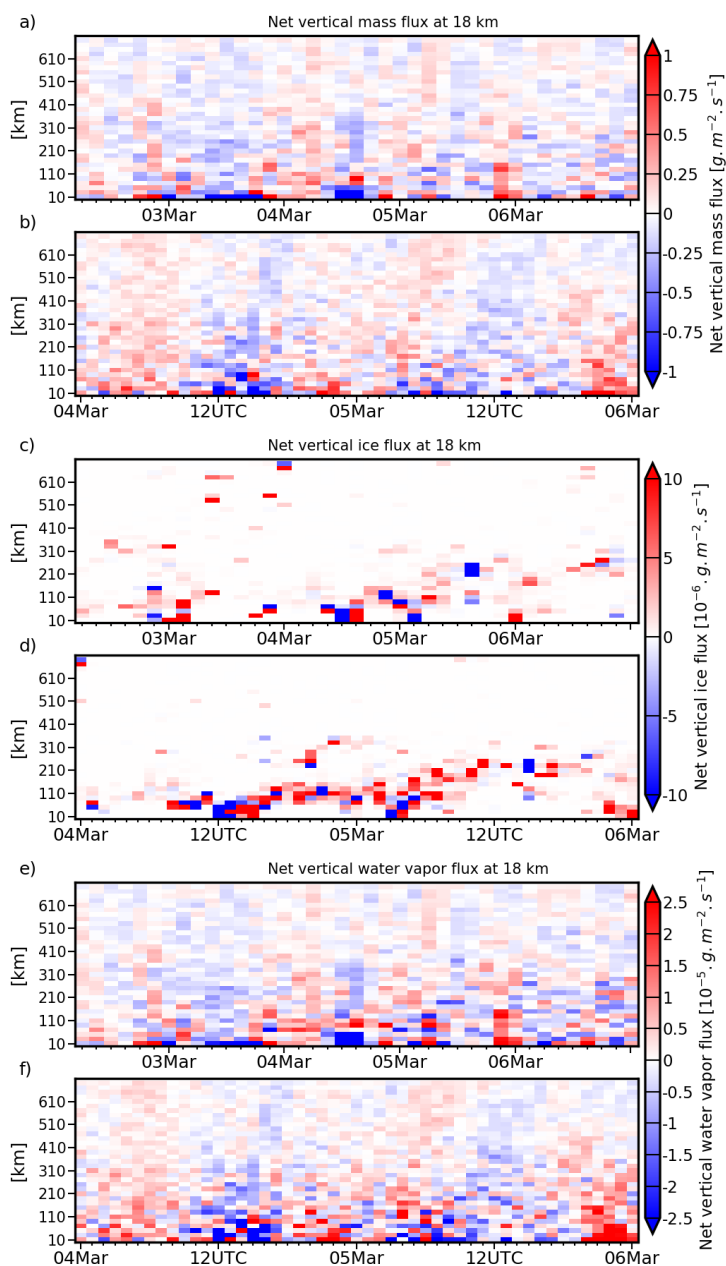 a)
Net vertical mass flux at 18 km
610
510
410
310
210
110
10
[km]
03Mar
04Mar
05Mar
06Mar
b)
610
510
410
310
210
110
10
[km]
04Mar
12UTC
05Mar
12UTC
06Mar
1
0.75
0.5
0.25
0
-0.25
-0.5
-0.75
-1
Net vertical mass flux [g.m⁻².s⁻¹]
c)
Net vertical ice flux at 18 km
610
510
410
310
210
110
10
[km]
03Mar
04Mar
05Mar
06Mar
d)
610
510
410
310
210
110
10
[km]
04Mar
12UTC
05Mar
12UTC
06Mar
10
5
0
-5
-10
Net vertical ice flux [10⁻⁶.g.m⁻².s⁻¹]
e)
Net vertical water vapor flux at 18 km
610
510
410
310
210
110
10
[km]
03Mar
04Mar
05Mar
06Mar
f)
610
510
410
310
210
110
10
[km]
04Mar
12UTC
05Mar
12UTC
06Mar
2.5
2
1.5
1
0.5
0
-0.5
-1
-1.5
-2
-2.5
Net vertical water vapor flux [10⁻⁵.g.m⁻².s⁻¹]